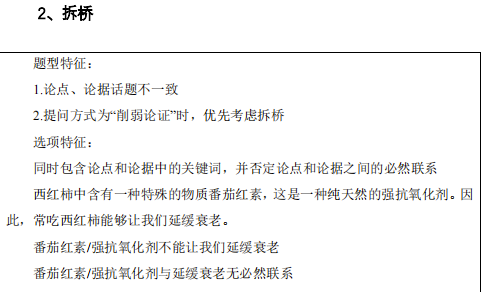 2、拆桥
题型特征：
1.论点、论据话题不一致
2.提问方式为“削弱论证”时，优先考虑拆桥
选项特征：
同时包含论点和论据中的关键词，并否定论点和论据之间的必然联系
西红柿中含有一种特殊的物质番茄红素，这是一种纯天然的强抗氧化剂。因
此，常吃西红柿能够让我们延缓衰老。
番茄红素/强抗氧化剂不能让我们延缓衰老
番茄红素/强抗氧化剂与延缓衰老无必然联系